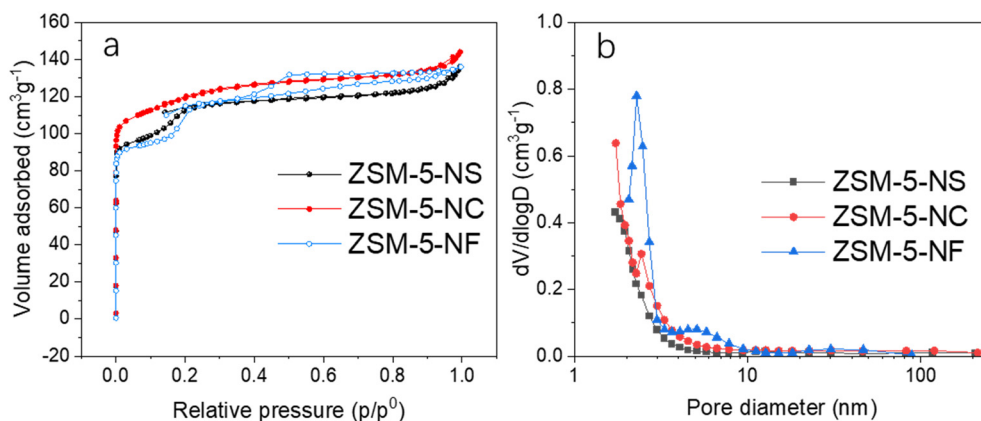 a
Volume adsorbed (cm³g⁻¹)
160
140
120
100
80
60
40
20
0
-20
ZSM-5-NS
ZSM-5-NC
ZSM-5-NF
0.0
0.2
0.4
0.6
0.8
1.0
Relative pressure (p/p⁰)
b
dV/dlogD (cm³g⁻¹)
1.0
0.8
0.6
0.4
0.2
0.0
ZSM-5-NS
ZSM-5-NC
ZSM-5-NF
1
10
100
Pore diameter (nm)